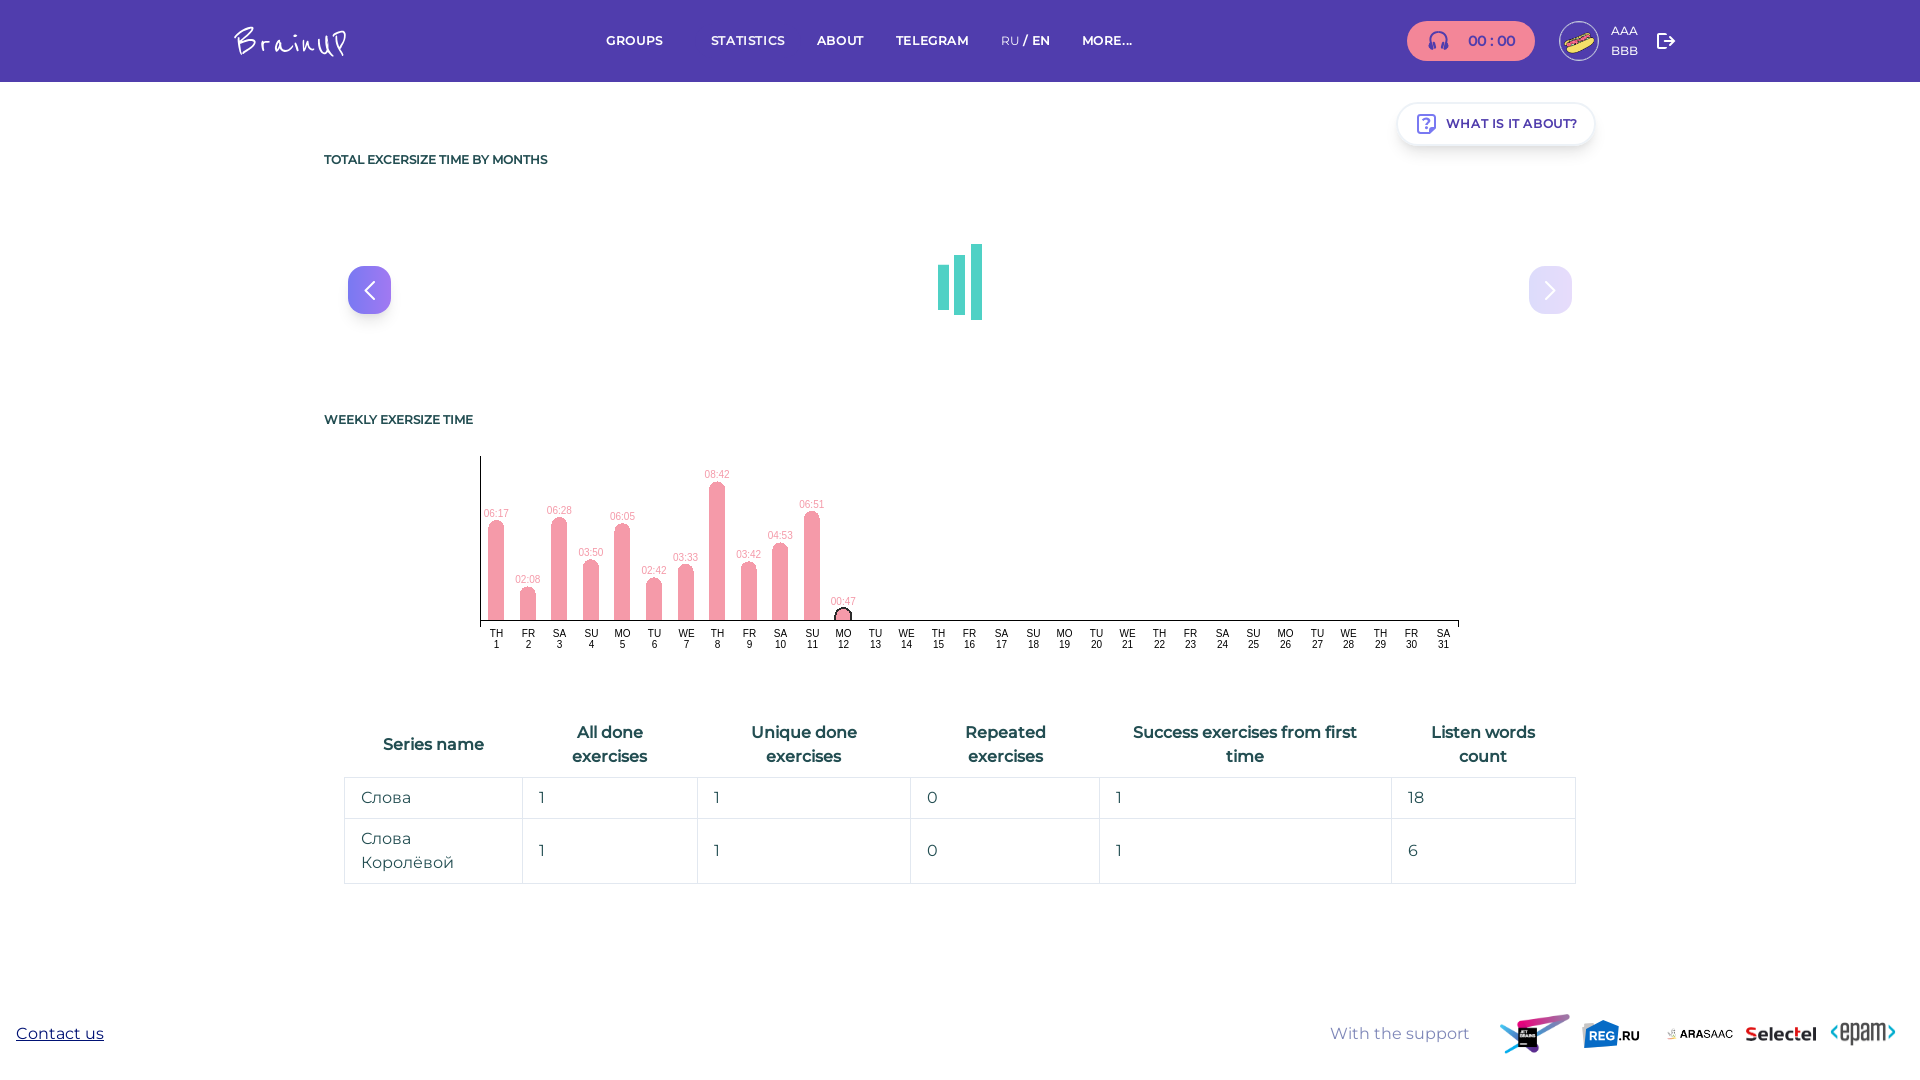 BrainUP
GROUPS
STATISTICS
ABOUT
TELEGRAM
RU / EN
MORE...
00 : 00
AAA
BBB
WHAT IS IT ABOUT?
TOTAL EXCERSIZE TIME BY MONTHS
WEEKLY EXERSIZE TIME
06:17 02:08 06:28 03:50 06:05 02:42 03:33 08:42 03:42 04:53 06:51 00:47
TH FR SA SU MO TU WE TH FR SA SU MO TU WE TH FR SA SU MO TU WE TH FR SA SU MO TU WE TH FR SA
1 2 3 4 5 6 7 8 9 10 11 12 13 14 15 16 17 18 19 20 21 22 23 24 25 26 27 28 29 30 31
Series name
All done
exercises
Unique done
exercises
Repeated
exercises
Success exercises from first
time
Listen words
count
Слова 1 1 0 1 18
Слова
Королёвой
1 1 0 1 6
Contact us
With the support
REG.RU
ARASAAC
Selectel
<epam>